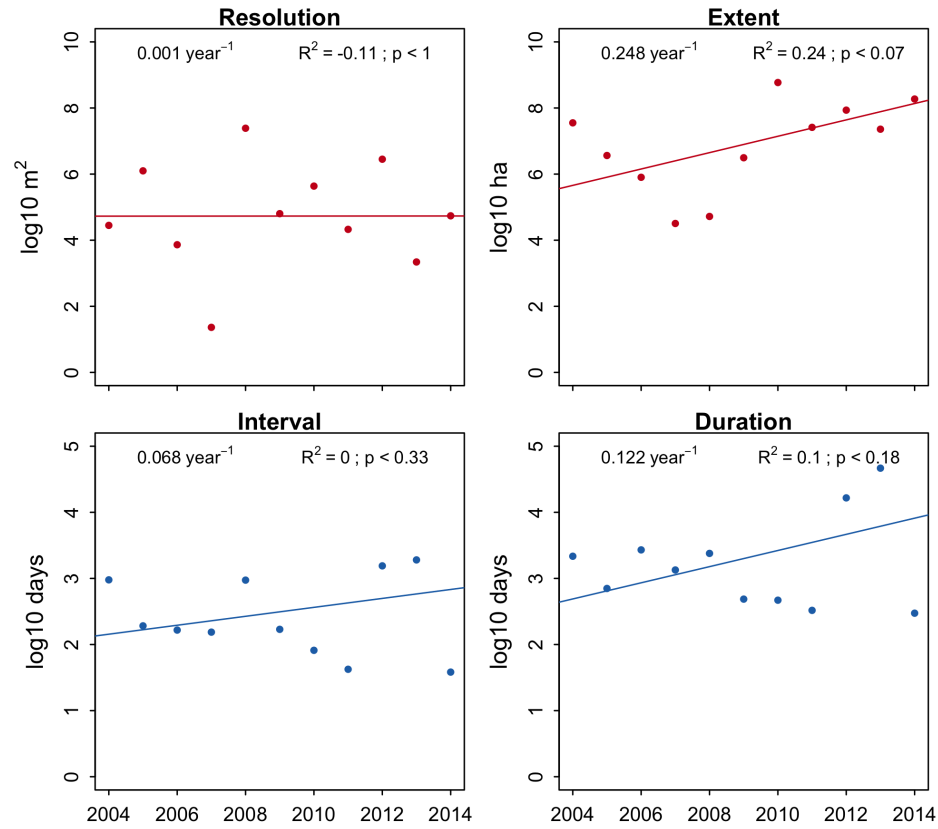 Resolution
0.001 year⁻¹ R² = -0.11 ; p < 1
log10 m²
10
8
6
4
2
0
Extent
0.248 year⁻¹ R² = 0.24 ; p < 0.07
log10 ha
10
8
6
4
2
0
Interval
0.068 year⁻¹ R² = 0 ; p < 0.33
log10 days
5
4
3
2
1
0
2004 2006 2008 2010 2012 2014
Duration
0.122 year⁻¹ R² = 0.1 ; p < 0.18
log10 days
5
4
3
2
1
0
2004 2006 2008 2010 2012 2014